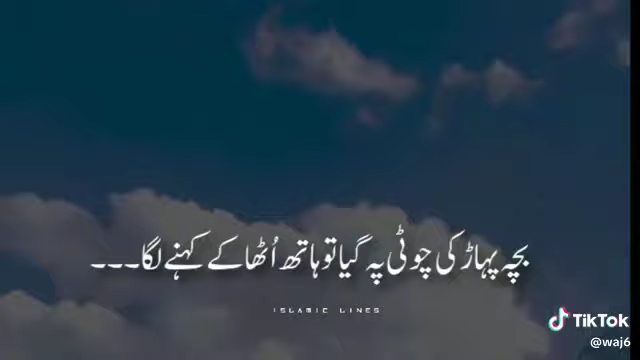 بچہ پہاڑ کی چوٹی پہ گیا تو ہاتھ اُٹھا کے کہنے لگا۔۔۔
ISLAMIC LINES
TikTok
@waj6